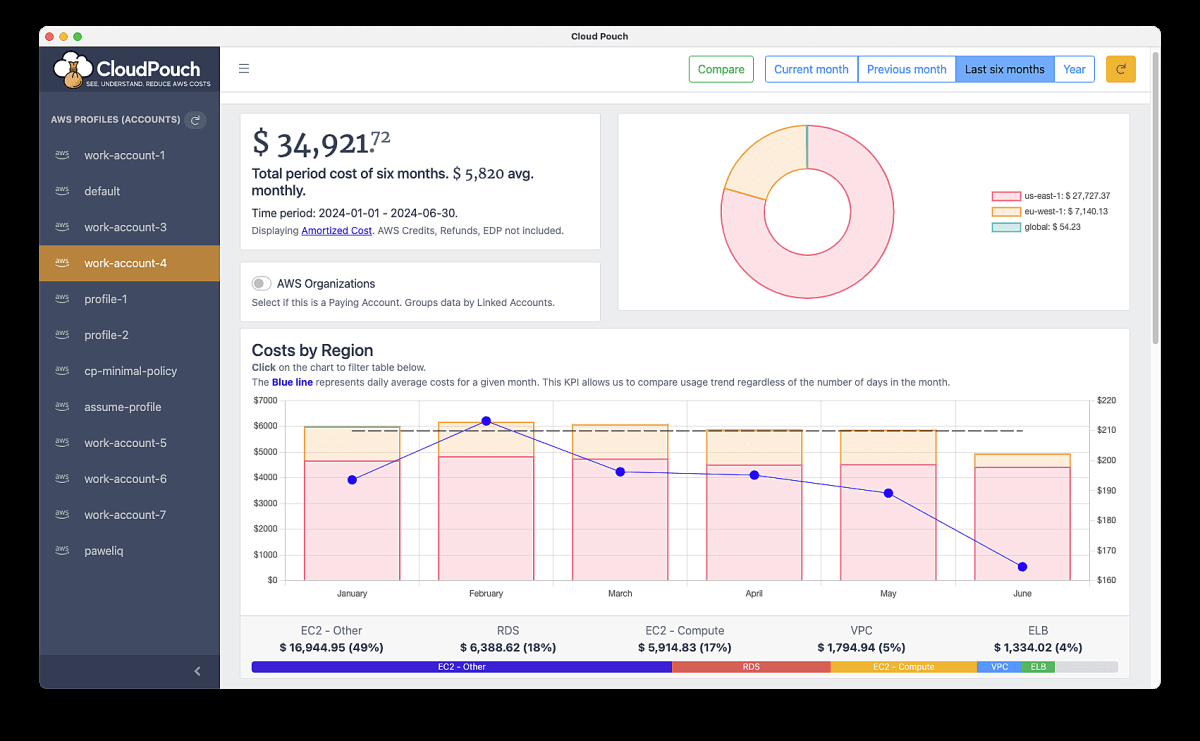 Cloud Pouch
CloudPouch
SEE, UNDERSTAND, REDUCE AWS COSTS
Compare
Current month
Previous month
Last six months
Year
AWS PROFILES (ACCOUNTS)
aws work-account-1
aws default
aws work-account-3
aws work-account-4
aws profile-1
aws profile-2
aws cp-minimal-policy
aws assume-profile
aws work-account-5
aws work-account-6
aws work-account-7
aws paweliq
$ 34,921.72
Total period cost of six months. $ 5,820 avg.
monthly.
Time period: 2024-01-01 - 2024-06-30.
Displaying Amortized Cost. AWS Credits, Refunds, EDP not included.
AWS Organizations
Select if this is a Paying Account. Groups data by Linked Accounts.
us-east-1: $ 27,727.37
eu-west-1: $ 7,140.13
global: $ 54.23
Costs by Region
Click on the chart to filter table below.
The Blue line represents daily average costs for a given month. This KPI allows us to compare usage trend regardless of the number of days in the month.
$7000
$6000
$5000
$4000
$3000
$2000
$1000
$0
$220
$210
$200
$190
$180
$170
$160
January February March April May June
EC2 - Other RDS EC2 - Compute VPC ELB
$ 16,944.95 (49%) $ 6,388.62 (18%) $ 5,914.83 (17%) $ 1,794.94 (5%) $ 1,334.02 (4%)
EC2 - Other RDS EC2 - Compute VPC ELB